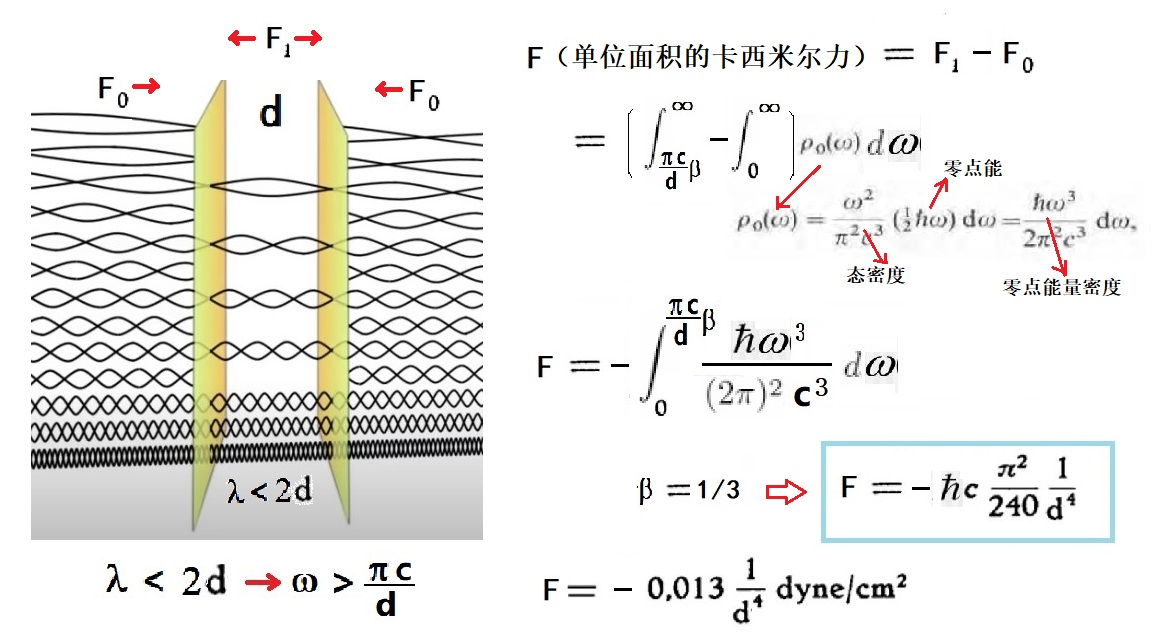 ← F₁ →
F₀ →
← F₀
d
λ < 2d
λ < 2d → ω > πc/d
F（单位面积的卡西米尔力）= F₁ − F₀
= [∫_{(πc/d)β}^{∞} − ∫_{0}^{∞}] ρ₀(ω) dω
零点能
ρ₀(ω) = ω²/(π²c³) (½ħω) dω = ħω³/(2π²c³) dω,
态密度
零点能量密度
F = − ∫_{0}^{(πc/d)β} ħω³/((2π)² c³) dω
β = 1/3 ⇨ F = − ħc π²/240 1/d⁴
F = − 0,013 1/d⁴ dyne/cm²